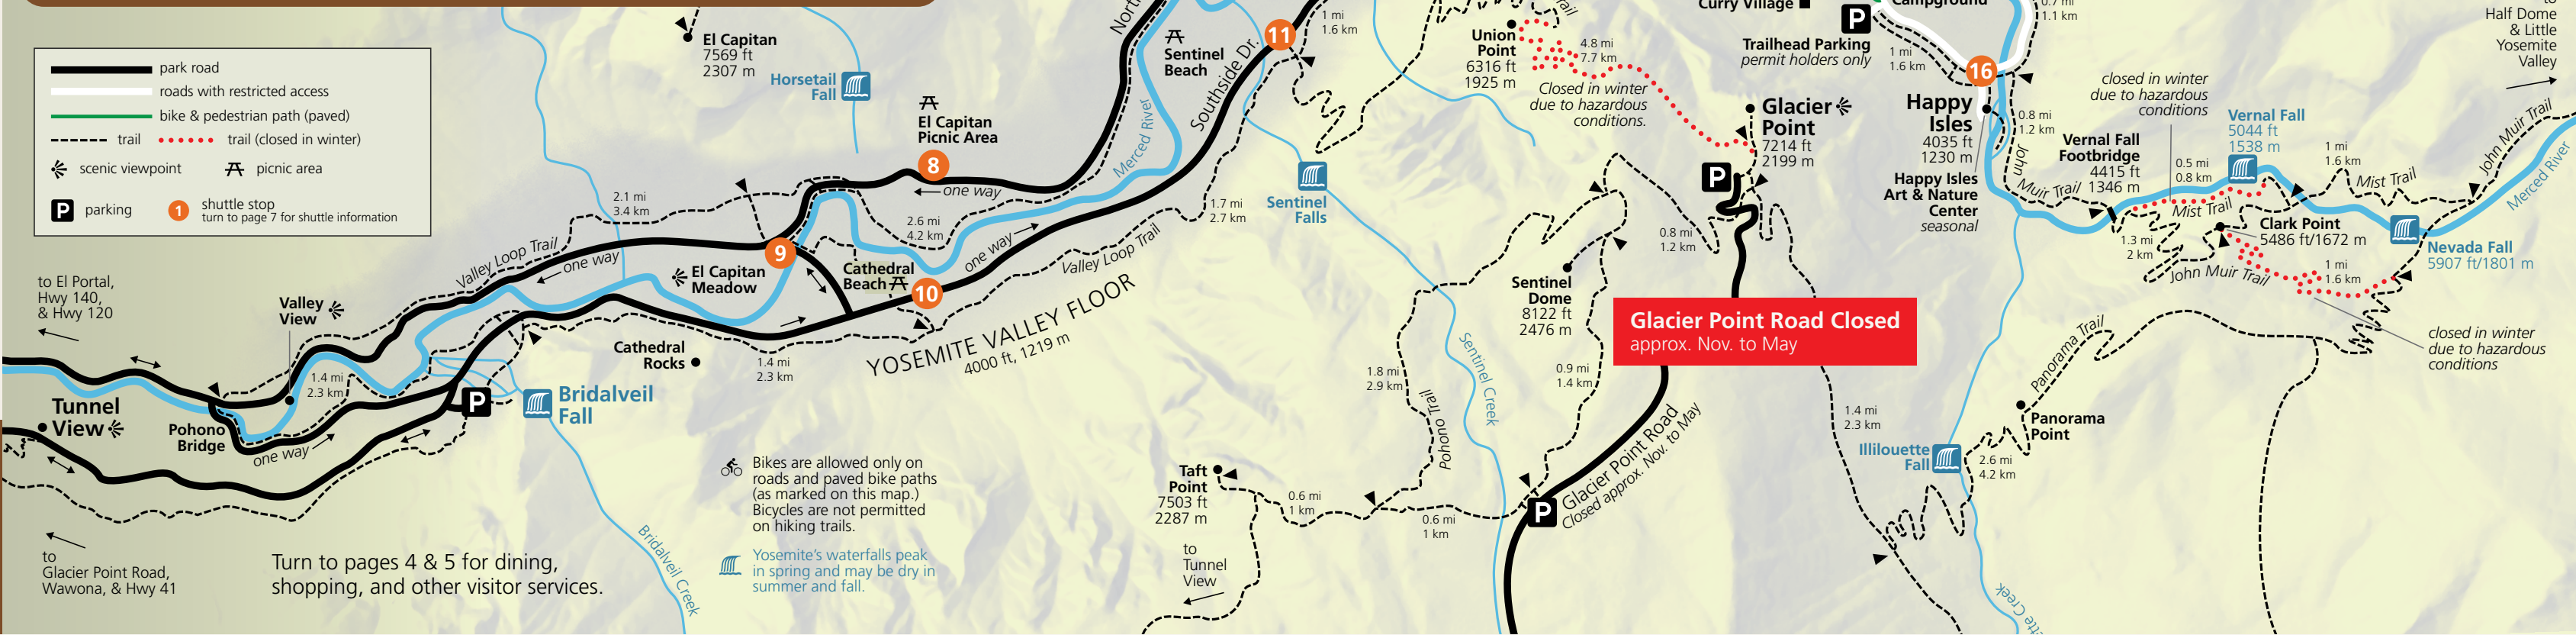 park road
roads with restricted access
bike & pedestrian path (paved)
trail
trail (closed in winter)
scenic viewpoint
picnic area
P
parking
1
shuttle stop
turn to page 7 for shuttle information
El Capitan
7569 ft
2307 m
Horsetail
Fall
El Capitan
Picnic Area
8
one way
Sentinel
Beach
Merced River
Southside Dr.
11
1 mi
1.6 km
2.1 mi
3.4 km
2.6 mi
4.2 km
1.7 mi
2.7 km
Valley Loop Trail
one way
9
El Capitan
Meadow
Cathedral
Beach
10
one way
Valley Loop Trail
YOSEMITE VALLEY FLOOR
4000 ft, 1219 m
to El Portal,
Hwy 140,
& Hwy 120
Valley
View
Cathedral
Rocks
1.4 mi
2.3 km
1.4 mi
2.3 km
Tunnel
View
Pohono
Bridge
one way
P
Bridalveil
Fall
Bridalveil Creek
to
Glacier Point Road,
Wawona, & Hwy 41
Turn to pages 4 & 5 for dining,
shopping, and other visitor services.
Bikes are allowed only on
roads and paved bike paths
(as marked on this map.)
Bicycles are not permitted
on hiking trails.
Yosemite's waterfalls peak
in spring and may be dry in
summer and fall.
Sentinel
Falls
Union
Point
6316 ft
1925 m
4.8 mi
7.7 km
Closed in winter
due to hazardous
conditions.
Glacier
Point
7214 ft
2199 m
P
0.8 mi
1.2 km
Sentinel
Dome
8122 ft
2476 m
Glacier Point Road Closed
approx. Nov. to May
Sentinel Creek
1.8 mi
2.9 km
0.9 mi
1.4 km
Pohono Trail
Taft
Point
7503 ft
2287 m
0.6 mi
1 km
0.6 mi
1 km
P
Glacier Point Road
Closed approx. Nov. to May
to
Tunnel
View
Curry Village
P
Trailhead Parking
permit holders only
1 mi
1.6 km
16
1.1 km
Happy
Isles
4035 ft
1230 m
Happy Isles
Art & Nature
Center
seasonal
0.8 mi
1.2 km
John
Muir Trail
closed in winter
due to hazardous
conditions
Vernal Fall
Footbridge
4415 ft
1346 m
Vernal Fall
5044 ft
1538 m
0.5 mi
0.8 km
Mist Trail
1 mi
1.6 km
Mist Trail
Half Dome
& Little
Yosemite
Valley
John Muir Trail
Merced River
Clark Point
5486 ft/1672 m
1.3 mi
2 km
John Muir Trail
1 mi
1.6 km
Nevada Fall
5907 ft/1801 m
closed in winter
due to hazardous
conditions
Panorama Trail
Panorama
Point
1.4 mi
2.3 km
Illilouette
Fall
2.6 mi
4.2 km